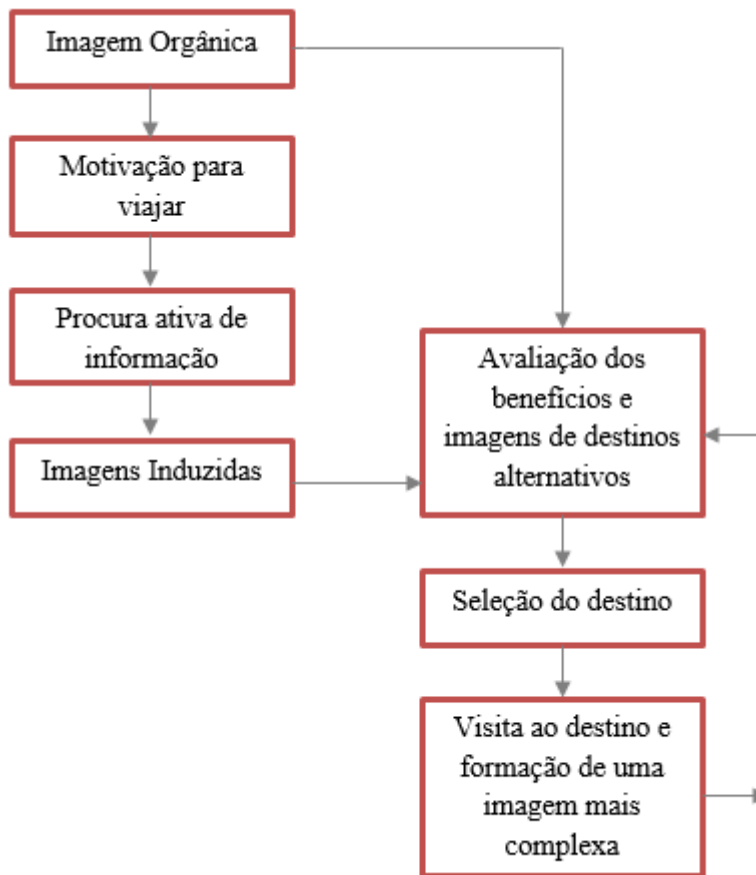 Imagem Orgânica
Motivação para
viajar
Procura ativa de
informação
Imagens Induzidas
Avaliação dos
benefícios e
imagens de destinos
alternativos
Seleção do destino
Visita ao destino e
formação de uma
imagem mais
complexa